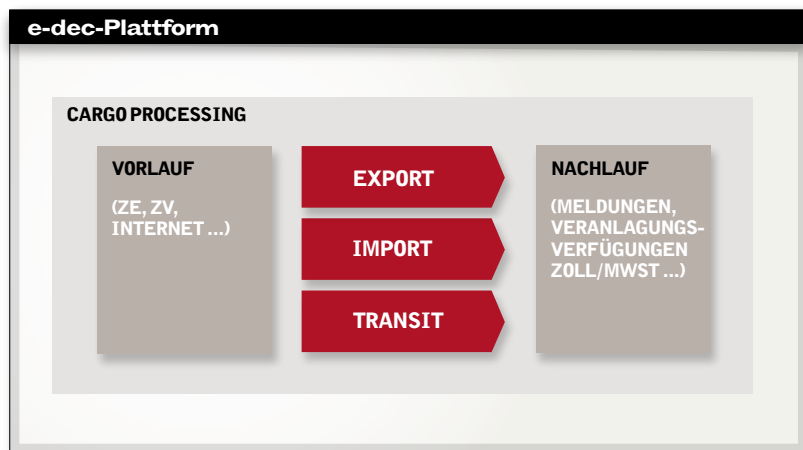 e-dec-Plattform
CARGO PROCESSING
VORLAUF
(ZE, ZV,
INTERNET ...)
EXPORT
IMPORT
TRANSIT
NACHLAUF
(MELDUNGEN,
VERANLAGUNGS-
VERFÜGUNGEN
ZOLL/MWST ...)